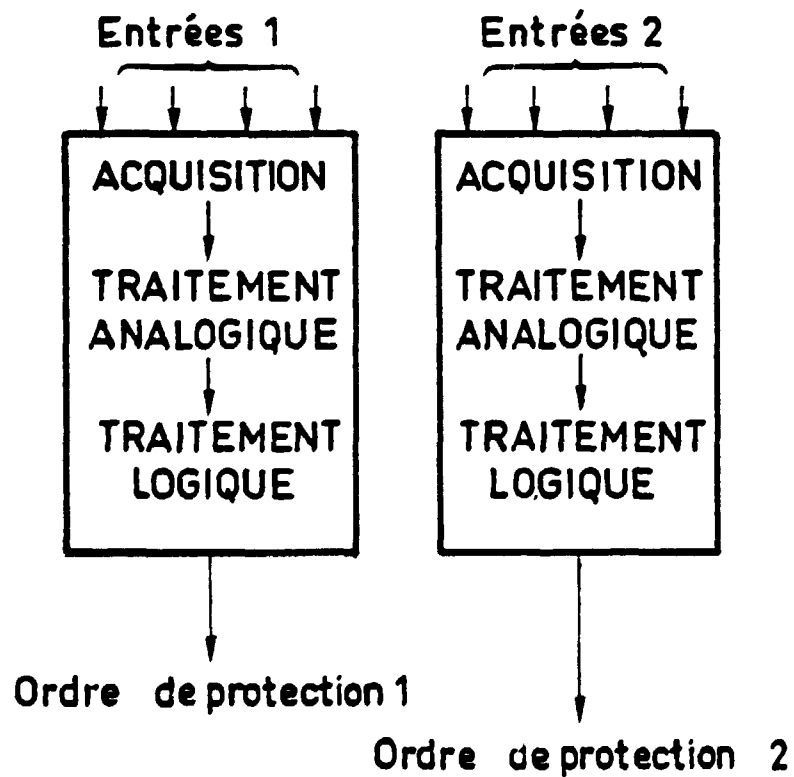 Entrées 1
ACQUISITION
TRAITEMENT
ANALOGIQUE
TRAITEMENT
LOGIQUE
Ordre de protection 1
Entrées 2
ACQUISITION
TRAITEMENT
ANALOGIQUE
TRAITEMENT
LOGIQUE
Ordre de protection 2